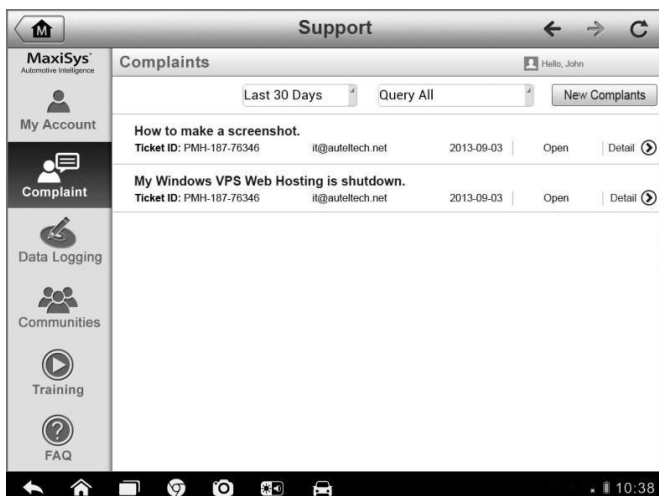 M
Support
MaxiSys
Automotive Intelligence
Complaints
Hello, John
Last 30 Days
Query All
New Complants
My Account
How to make a screenshot.
Ticket ID: PMH-187-76346 it@auteltech.net 2013-09-03 Open Detail
Complaint
My Windows VPS Web Hosting is shutdown.
Ticket ID: PMH-187-76346 it@auteltech.net 2013-09-03 Open Detail
Data Logging
Communities
Training
?
FAQ
10:38